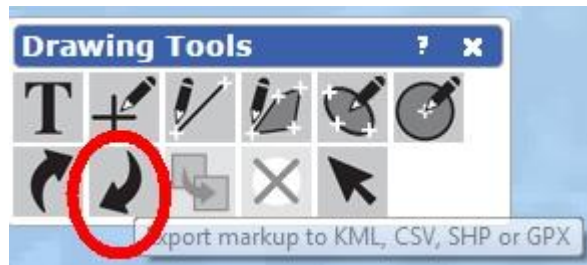 Drawing Tools ? x
T
xport markup to KML, CSV, SHP or GPX